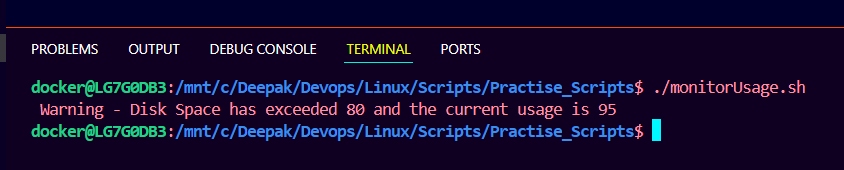 PROBLEMS OUTPUT DEBUG CONSOLE TERMINAL PORTS
docker@LG7G0DB3:/mnt/c/Deepak/Devops/Linux/Scripts/Practise_Scripts$ ./monitorUsage.sh
Warning - Disk Space has exceeded 80 and the current usage is 95
docker@LG7G0DB3:/mnt/c/Deepak/Devops/Linux/Scripts/Practise_Scripts$